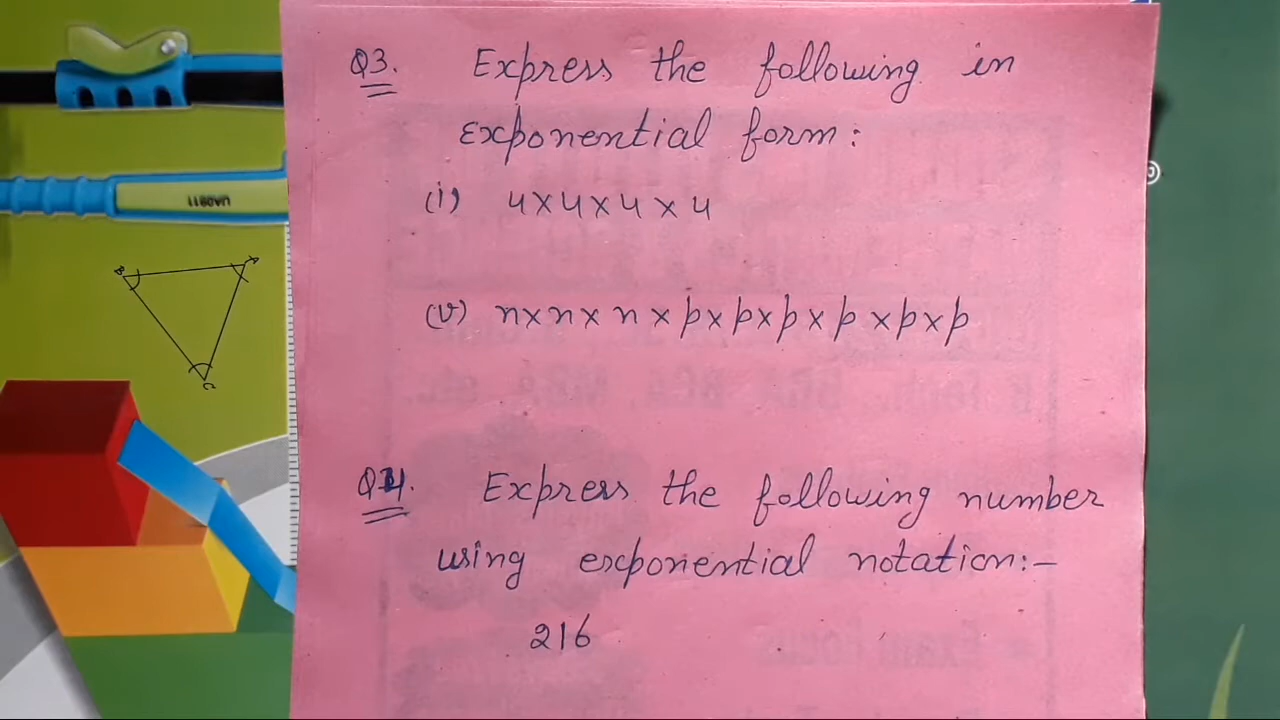 Q3. Express the following in
exponential form:
(i) 4×4×4×4
(v) n×n×n×p×p×p×p×p×p
Q4. Express the following number
using exponential notation:-
216
UA0911
B
A
C